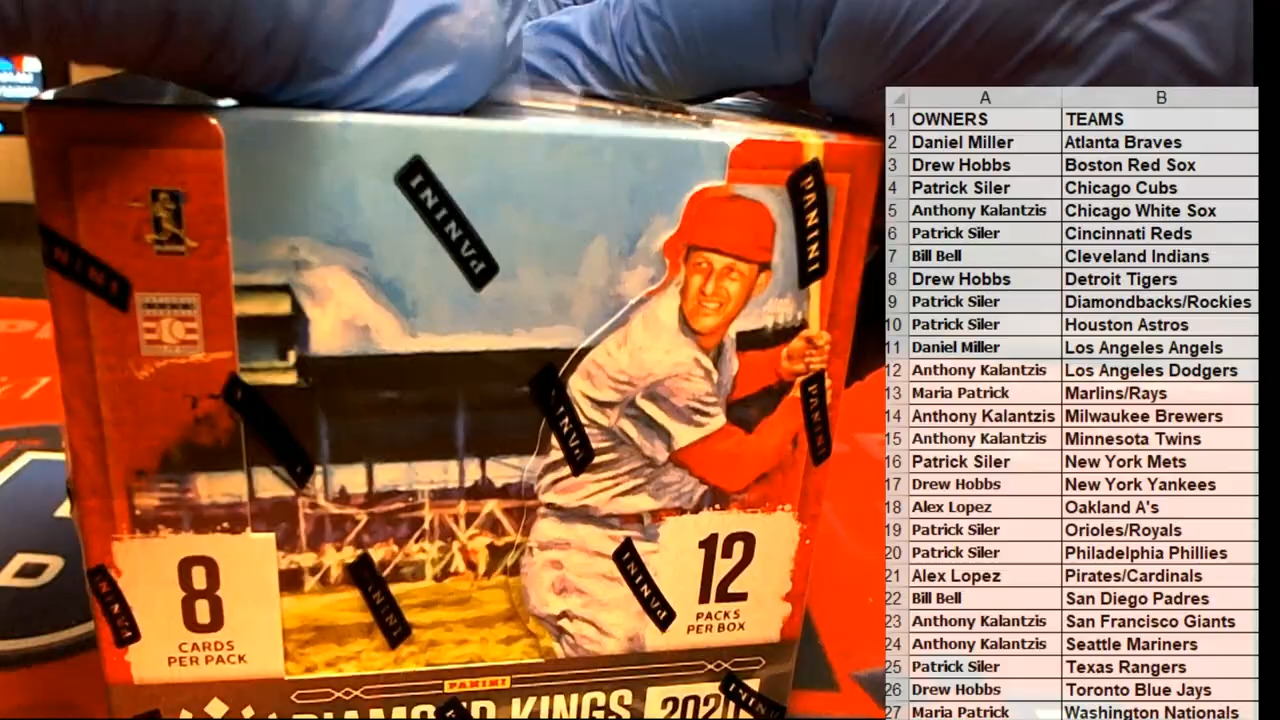 PANINI
PANINI
PANINI
PANINI
PANINI
PANINI
8
CARDS
PER PACK
12
PACKS
PER BOX
PANINI
DIAMOND KINGS 202
A B
1 OWNERS TEAMS
2 Daniel Miller Atlanta Braves
3 Drew Hobbs Boston Red Sox
4 Patrick Siler Chicago Cubs
5 Anthony Kalantzis Chicago White Sox
6 Patrick Siler Cincinnati Reds
7 Bill Bell Cleveland Indians
8 Drew Hobbs Detroit Tigers
9 Patrick Siler Diamondbacks/Rockies
10 Patrick Siler Houston Astros
11 Daniel Miller Los Angeles Angels
12 Anthony Kalantzis Los Angeles Dodgers
13 Maria Patrick Marlins/Rays
14 Anthony Kalantzis Milwaukee Brewers
15 Anthony Kalantzis Minnesota Twins
16 Patrick Siler New York Mets
17 Drew Hobbs New York Yankees
18 Alex Lopez Oakland A's
19 Patrick Siler Orioles/Royals
20 Patrick Siler Philadelphia Phillies
21 Alex Lopez Pirates/Cardinals
22 Bill Bell San Diego Padres
23 Anthony Kalantzis San Francisco Giants
24 Anthony Kalantzis Seattle Mariners
25 Patrick Siler Texas Rangers
26 Drew Hobbs Toronto Blue Jays
27 Maria Patrick Washington Nationals